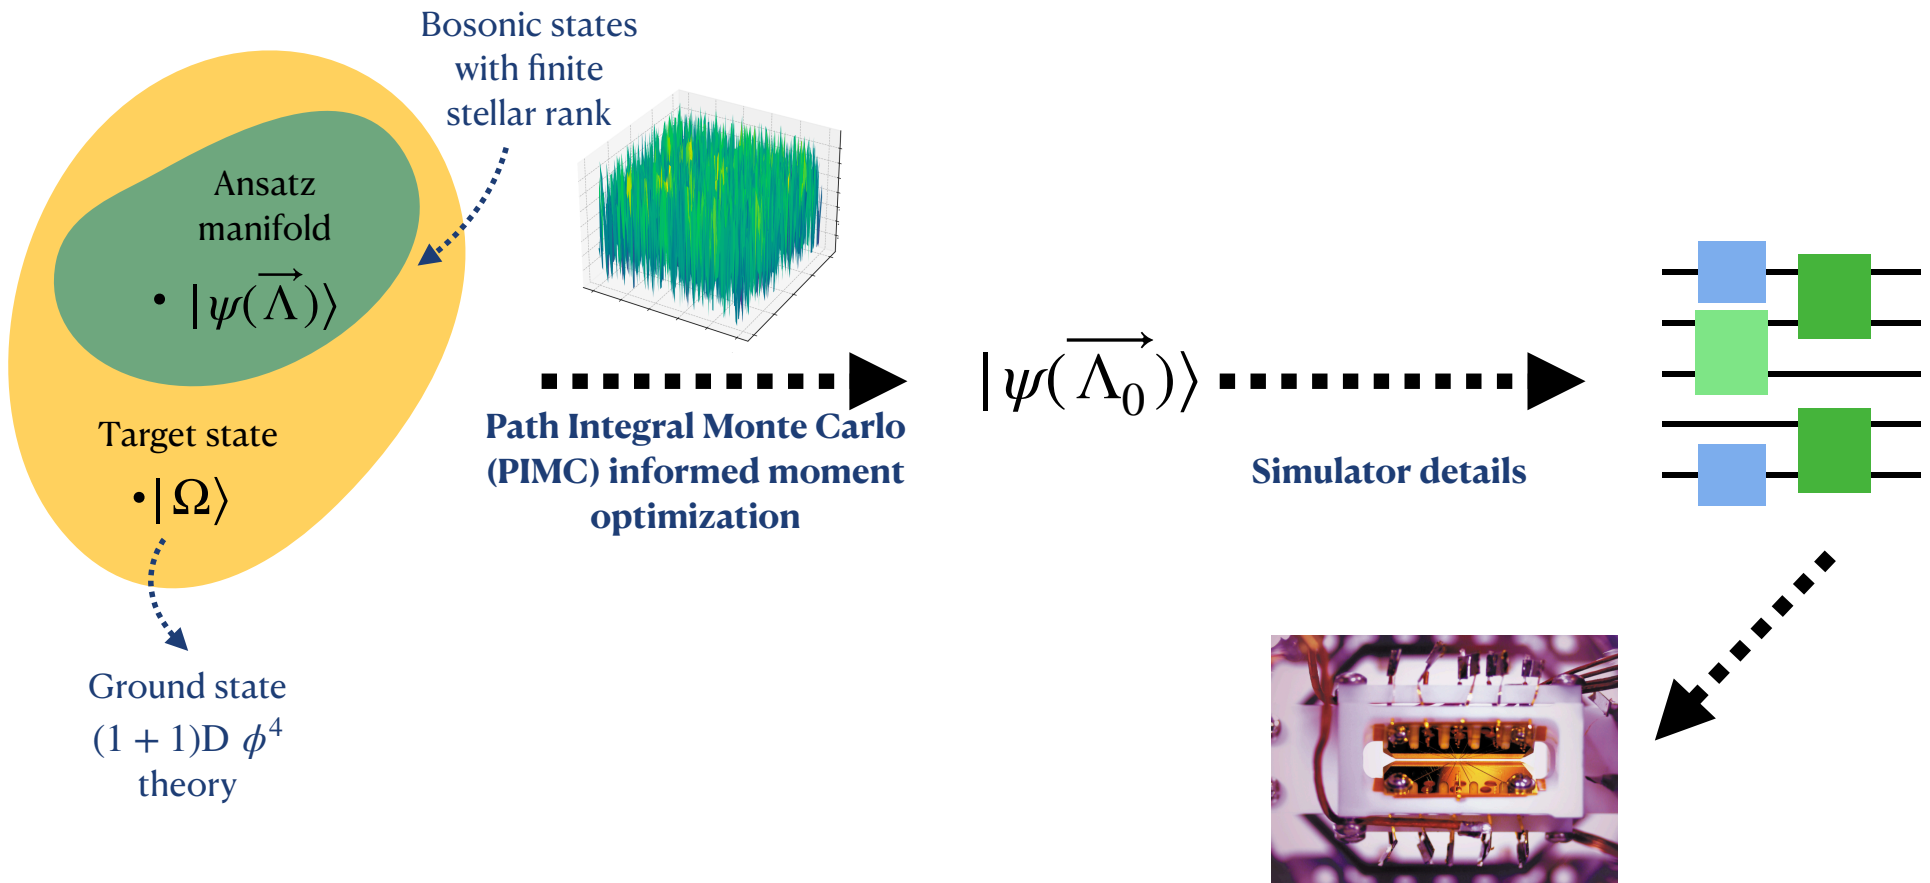 Bosonic states
with finite
stellar rank
Ansatz
manifold
|ψ(Λ⃗)⟩
Target state
|Ω⟩
Ground state
(1 + 1)D ϕ⁴
theory
Path Integral Monte Carlo
(PIMC) informed moment
optimization
|ψ(Λ₀⃗)⟩
Simulator details